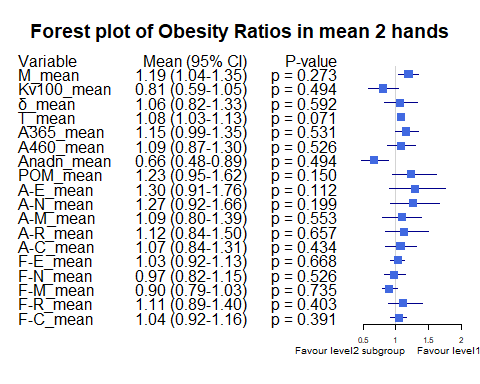 Forest plot of Obesity Ratios in mean 2 hands
Variable Mean (95% CI) P-value
M_mean 1.19 (1.04-1.35) p = 0.273
Kv100_mean 0.81 (0.59-1.05) p = 0.494
δ_mean 1.06 (0.82-1.33) p = 0.592
T_mean 1.08 (1.03-1.13) p = 0.071
A365_mean 1.15 (0.99-1.35) p = 0.531
A460_mean 1.09 (0.87-1.30) p = 0.526
Anadn_mean 0.66 (0.48-0.89) p = 0.494
POM_mean 1.23 (0.95-1.62) p = 0.150
A-E_mean 1.30 (0.91-1.76) p = 0.112
A-N_mean 1.27 (0.92-1.66) p = 0.199
A-M_mean 1.09 (0.80-1.39) p = 0.553
A-R_mean 1.12 (0.84-1.50) p = 0.657
A-C_mean 1.07 (0.84-1.31) p = 0.434
F-E_mean 1.03 (0.92-1.13) p = 0.668
F-N_mean 0.97 (0.82-1.15) p = 0.526
F-M_mean 0.90 (0.79-1.03) p = 0.735
F-R_mean 1.11 (0.89-1.40) p = 0.403
F-C_mean 1.04 (0.92-1.16) p = 0.391
0.5 1 1.5 2
Favour level2 subgroup Favour level1